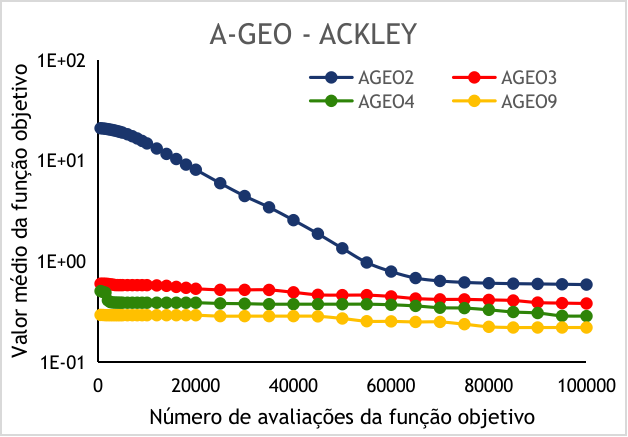 A-GEO - ACKLEY
AGEO2
AGEO3
AGEO4
AGEO9
Valor médio da função objetivo
1E+02
1E+01
1E+00
1E-01
0
20000
40000
60000
80000
100000
Número de avaliações da função objetivo